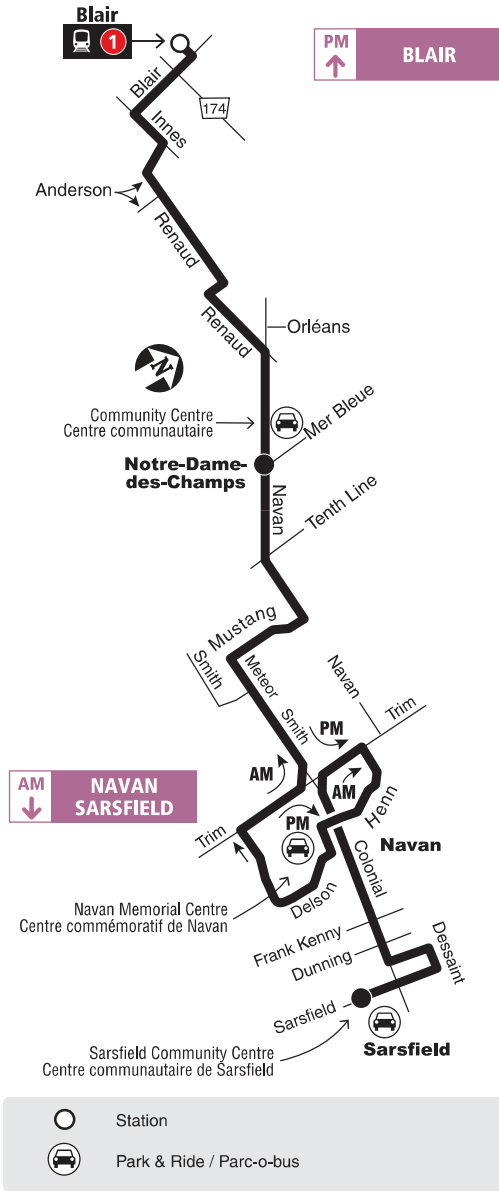 Blair
1
PM
BLAIR
Blair
174
Innes
Anderson
Renaud
Renaud
Orléans
N
Community Centre
Centre communautaire
Mer Bleue
Notre-Dame-
des-Champs
Navan
Tenth Line
Mustang
Smith
Meteor
Smith
Navan
PM
Trim
AM
NAVAN
SARSFIELD
AM
AM
PM
Henn
Trim
Navan
Colonial
Delson
Navan Memorial Centre
Centre commémoratif de Navan
Frank Kenny
Dunning
Dessaint
Sarsfield
Sarsfield
Sarsfield Community Centre
Centre communautaire de Sarsfield
Station
Park & Ride / Parc-o-bus